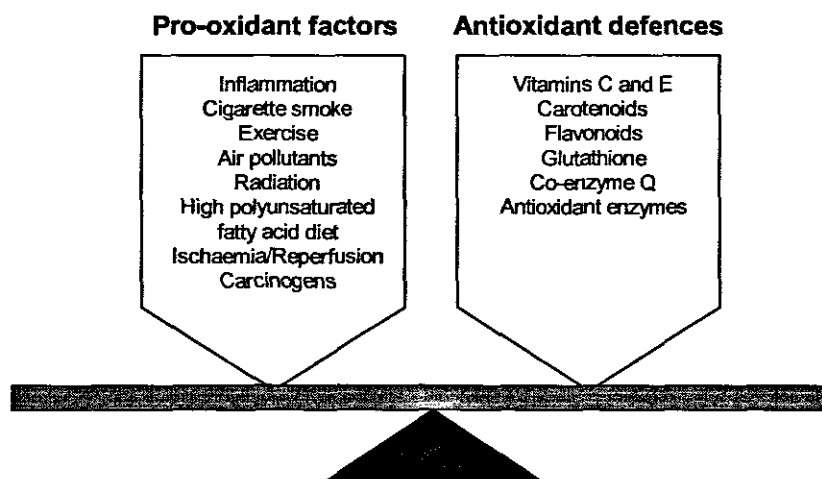 Pro-oxidant factors
Inflammation
Cigarette smoke
Exercise
Air pollutants
Radiation
High polyunsaturated
fatty acid diet
Ischaemia/Reperfusion
Carcinogens
Antioxidant defences
Vitamins C and E
Carotenoids
Flavonoids
Glutathione
Co-enzyme Q
Antioxidant enzymes